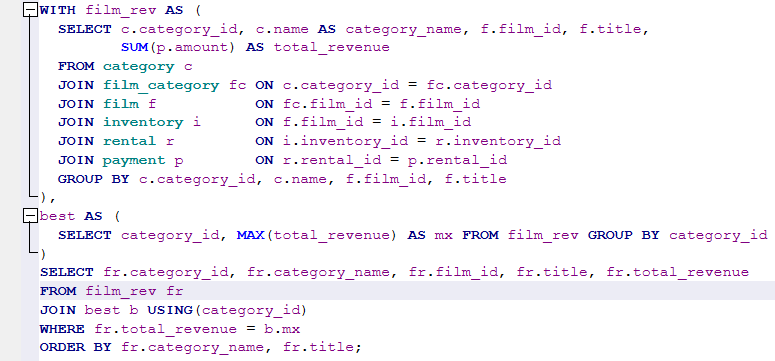 WITH film_rev AS (
  SELECT c.category_id, c.name AS category_name, f.film_id, f.title,
         SUM(p.amount) AS total_revenue
  FROM category c
  JOIN film_category fc ON c.category_id = fc.category_id
  JOIN film f           ON fc.film_id = f.film_id
  JOIN inventory i      ON f.film_id = i.film_id
  JOIN rental r         ON i.inventory_id = r.inventory_id
  JOIN payment p        ON r.rental_id = p.rental_id
  GROUP BY c.category_id, c.name, f.film_id, f.title
),
best AS (
  SELECT category_id, MAX(total_revenue) AS mx FROM film_rev GROUP BY category_id
)
SELECT fr.category_id, fr.category_name, fr.film_id, fr.title, fr.total_revenue
FROM film_rev fr
JOIN best b USING(category_id)
WHERE fr.total_revenue = b.mx
ORDER BY fr.category_name, fr.title;